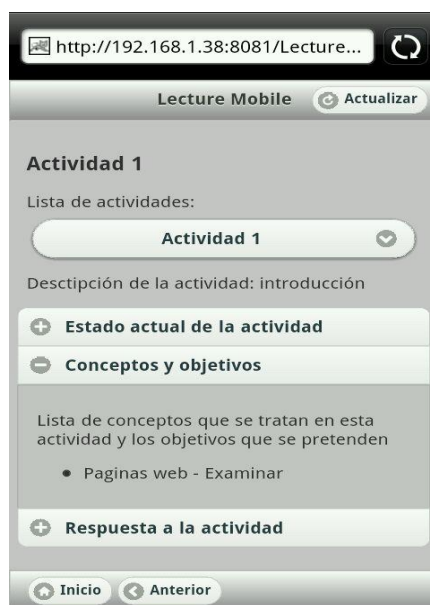 http://192.168.1.38:8081/Lecture...
Lecture Mobile
Actualizar
Actividad 1
Lista de actividades:
Actividad 1
Desctipción de la actividad: introducción
Estado actual de la actividad
Conceptos y objetivos
Lista de conceptos que se tratan en esta
actividad y los objetivos que se pretenden
Paginas web - Examinar
Respuesta a la actividad
Inicio
Anterior